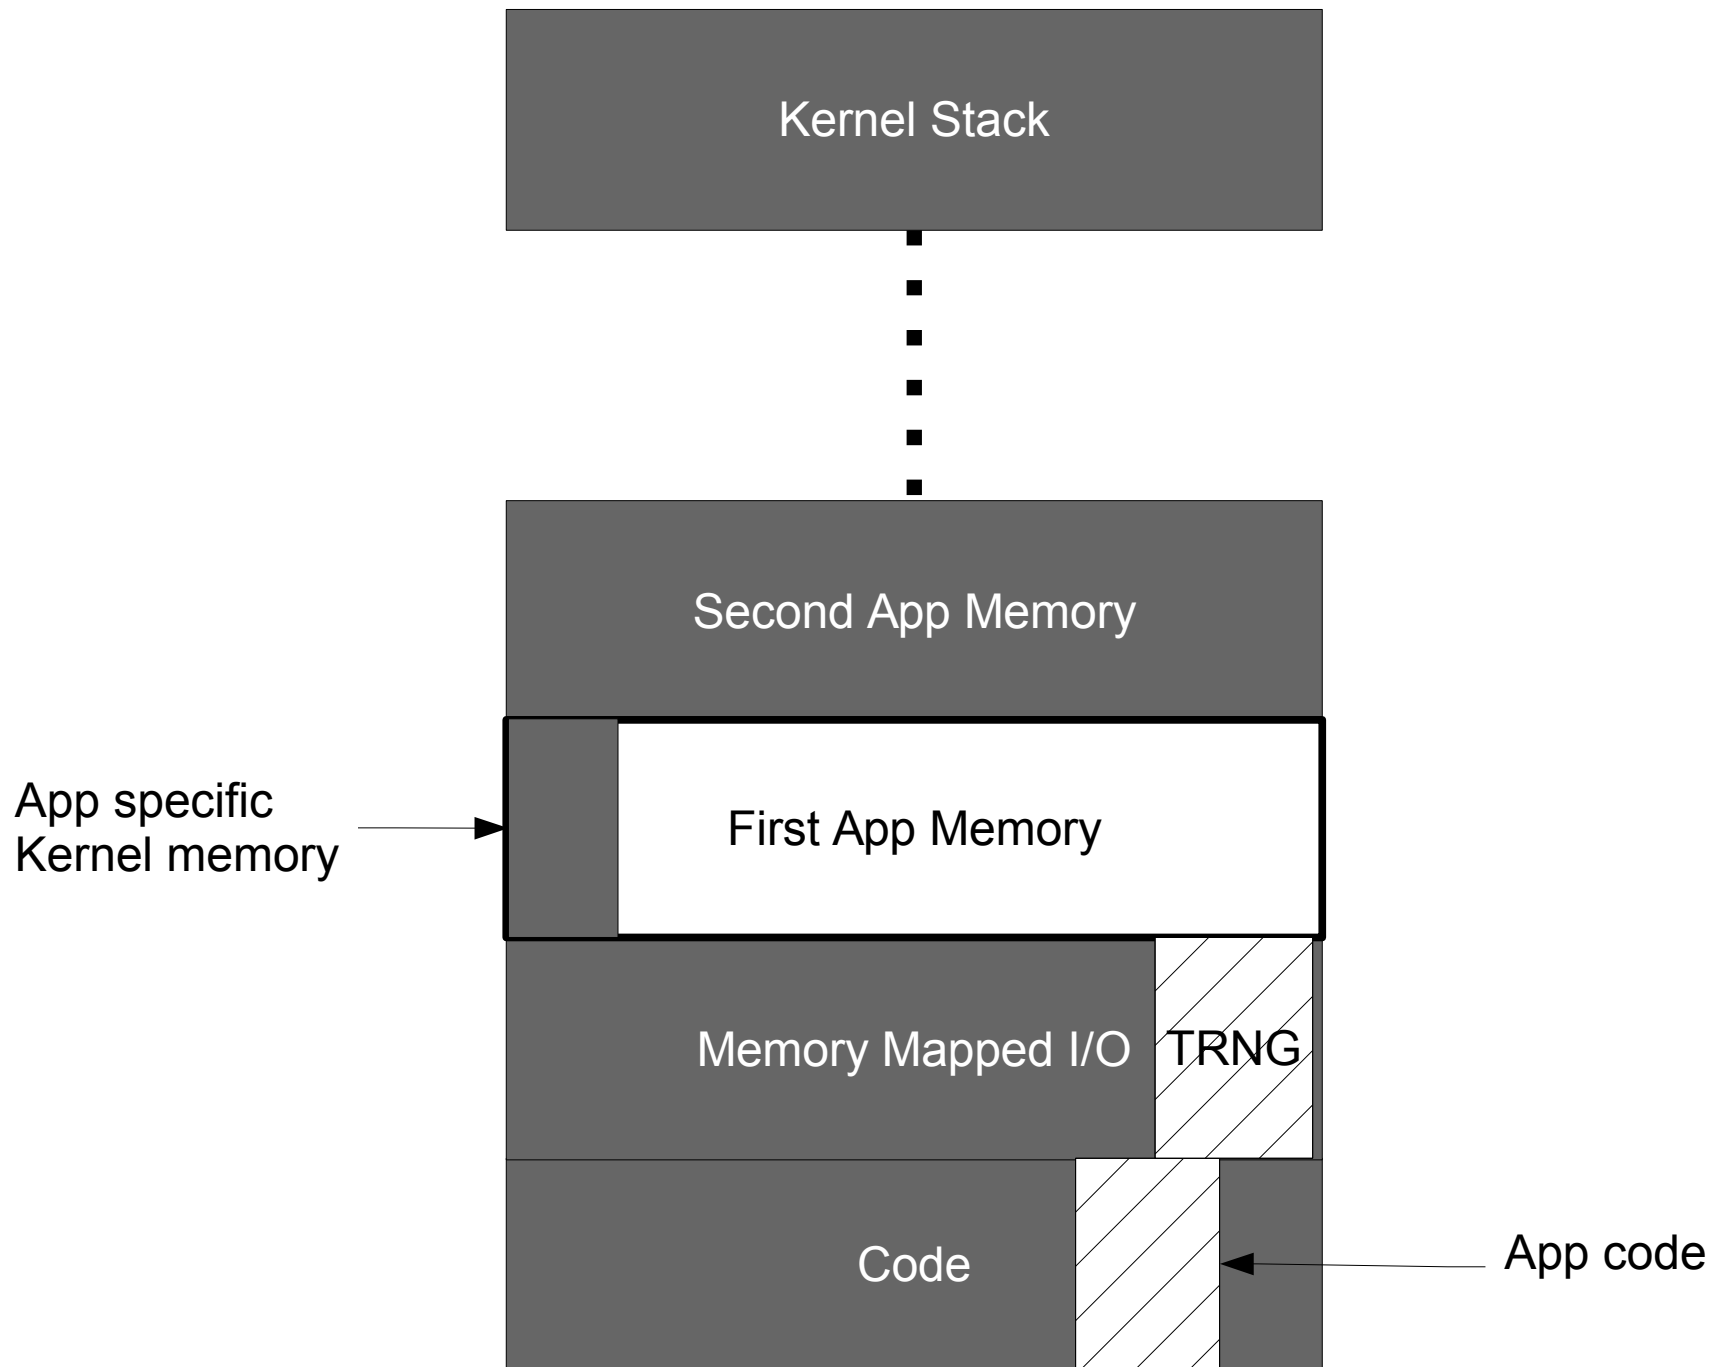 Kernel Stack
Second App Memory
App specific
Kernel memory
First App Memory
Memory Mapped I/O
TRNG
Code
App code